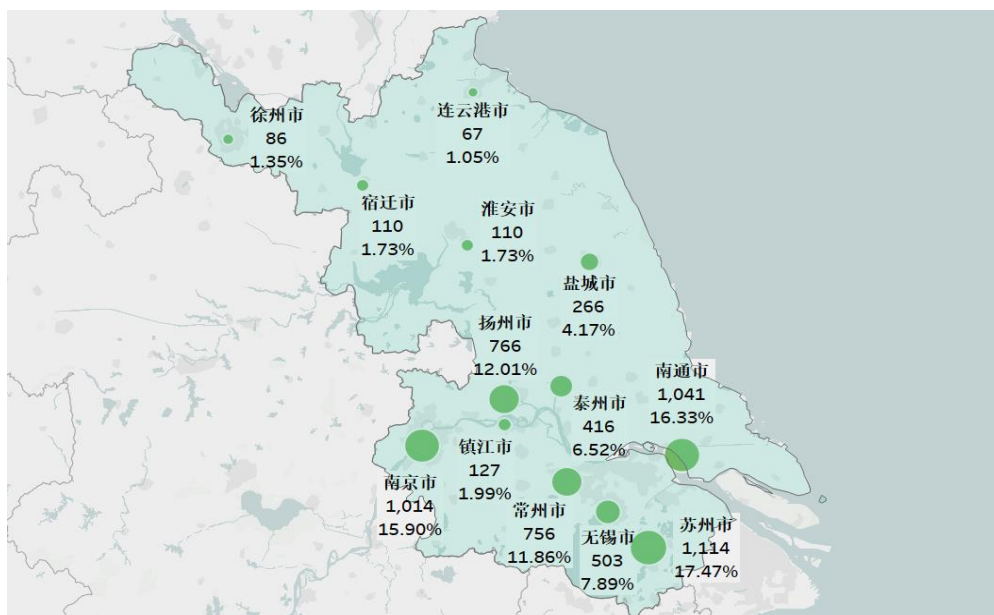 徐州市
86
1.35%
连云港市
67
1.05%
宿迁市
110
1.73%
淮安市
110
1.73%
盐城市
266
4.17%
扬州市
766
12.01%
南通市
1,041
16.33%
泰州市
416
6.52%
镇江市
127
1.99%
南京市
1,014
15.90%
常州市
756
11.86%
无锡市
503
7.89%
苏州市
1,114
17.47%